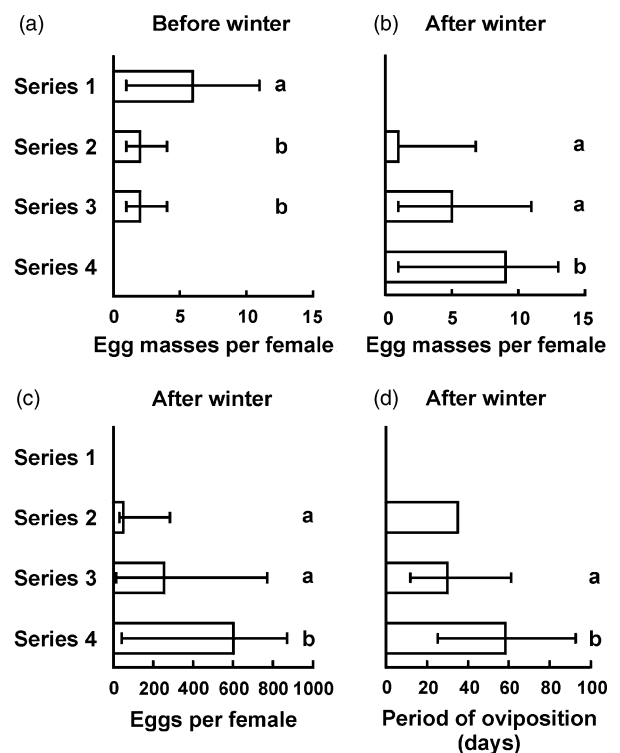 (a) Before winter
(b) After winter
Series 1 a
Series 2 b a
Series 3 b a
Series 4 b
0 5 10 15
0 5 10 15
Egg masses per female
Egg masses per female
(c) After winter
(d) After winter
Series 1
Series 2 a
Series 3 a a
Series 4 b b
0 200 400 600 800 1000
0 20 40 60 80 100
Eggs per female
Period of oviposition
(days)